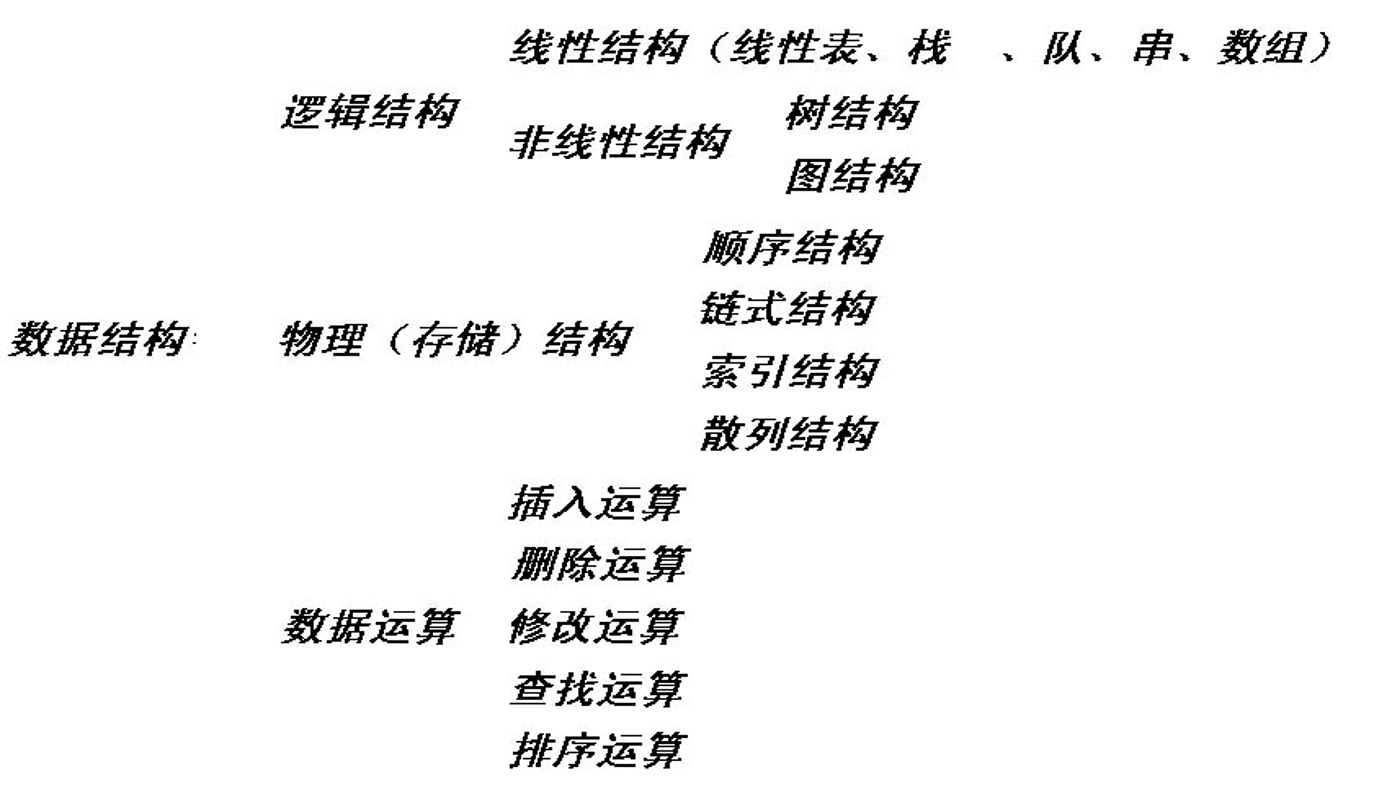 线性结构（线性表、栈 、队、串、数组）
逻辑结构
非线性结构
树结构
图结构
数据结构:
物理（存储）结构
顺序结构
链式结构
索引结构
散列结构
数据运算
插入运算
删除运算
修改运算
查找运算
排序运算